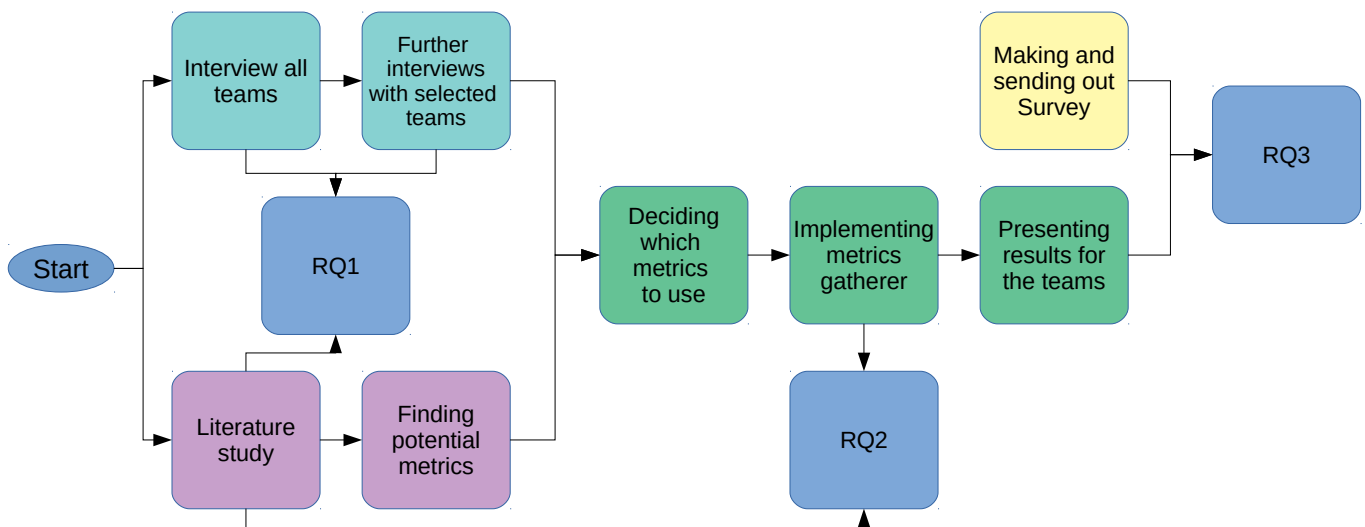 Interview all
teams
Further
interviews
with selected
teams
Making and
sending out
Survey
RQ3
Start
RQ1
Deciding
which
metrics
to use
Implementing
metrics
gatherer
Presenting
results for
the teams
Literature
study
Finding
potential
metrics
RQ2